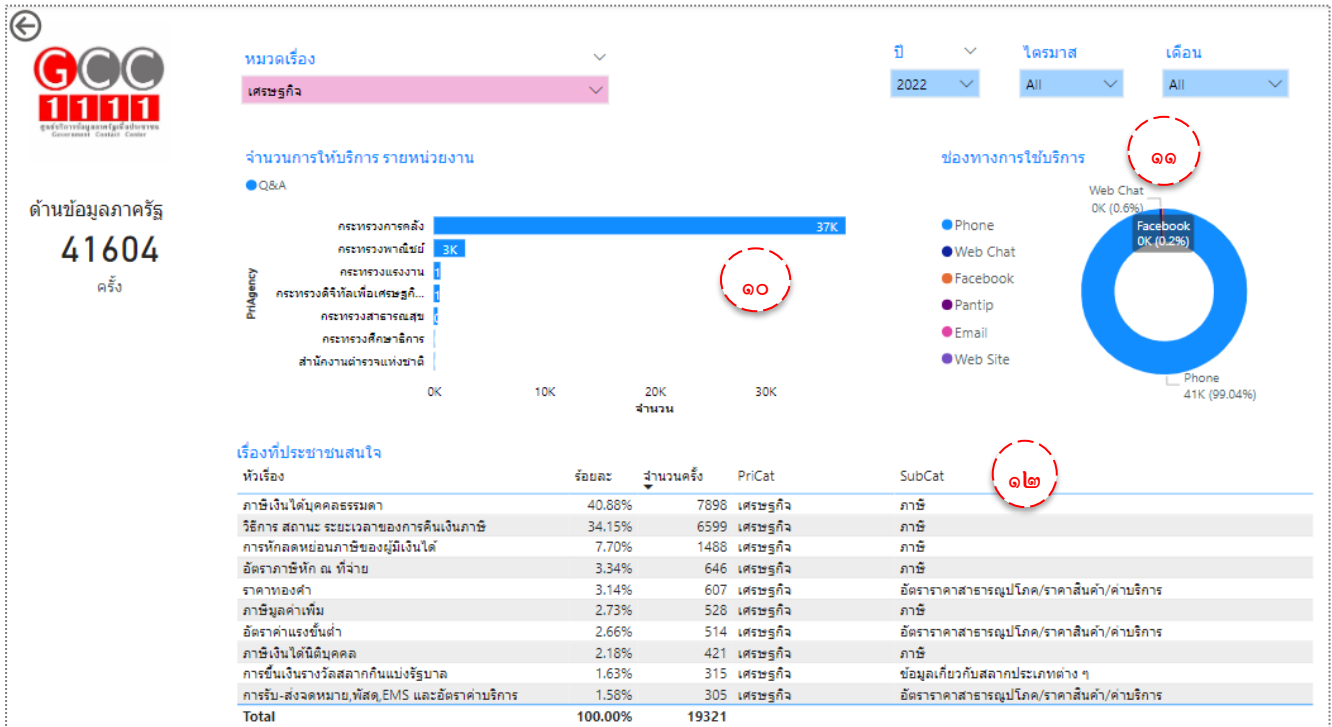 GCC
1111
ศูนย์บริการข้อมูลภาครัฐเพื่อประชาชน
Government Contact Center
หมวดเรื่อง
เศรษฐกิจ
ปี
2022
ไตรมาส
All
เดือน
All
ด้านข้อมูลภาครัฐ
41604
ครั้ง
จำนวนการให้บริการ รายหน่วยงาน
Q&A
PriAgency
กระทรวงการคลัง 37K
กระทรวงพาณิชย์ 3K
กระทรวงแรงงาน 1
กระทรวงดิจิทัลเพื่อเศรษฐกิ... 1
กระทรวงสาธารณสุข 0
กระทรวงศึกษาธิการ
สำนักงานตำรวจแห่งชาติ
0K 10K 20K 30K
จำนวน
๑๐
ช่องทางการใช้บริการ
๑๑
Phone
Web Chat
Facebook
Pantip
Email
Web Site
Web Chat
0K (0.6%)
Facebook
0K (0.2%)
Phone
41K (99.04%)
เรื่องที่ประชาชนสนใจ
หัวเรื่อง ร้อยละ จำนวนครั้ง PriCat SubCat
๑๒
ภาษีเงินได้บุคคลธรรมดา 40.88% 7898 เศรษฐกิจ ภาษี
วิธีการ สถานะ ระยะเวลาของการคืนเงินภาษี 34.15% 6599 เศรษฐกิจ ภาษี
การหักลดหย่อนภาษีของผู้มีเงินได้ 7.70% 1488 เศรษฐกิจ ภาษี
อัตราภาษีหัก ณ ที่จ่าย 3.34% 646 เศรษฐกิจ ภาษี
ราคาทองคำ 3.14% 607 เศรษฐกิจ อัตราราคาสาธารณูปโภค/ราคาสินค้า/ค่าบริการ
ภาษีมูลค่าเพิ่ม 2.73% 528 เศรษฐกิจ ภาษี
อัตราค่าแรงขั้นต่ำ 2.66% 514 เศรษฐกิจ อัตราราคาสาธารณูปโภค/ราคาสินค้า/ค่าบริการ
ภาษีเงินได้นิติบุคคล 2.18% 421 เศรษฐกิจ ภาษี
การขึ้นเงินรางวัลสลากกินแบ่งรัฐบาล 1.63% 315 เศรษฐกิจ ข้อมูลเกี่ยวกับสลากประเภทต่าง ๆ
การรับ-ส่งจดหมาย,พัสดุ,EMS และอัตราค่าบริการ 1.58% 305 เศรษฐกิจ อัตราราคาสาธารณูปโภค/ราคาสินค้า/ค่าบริการ
Total 100.00% 19321